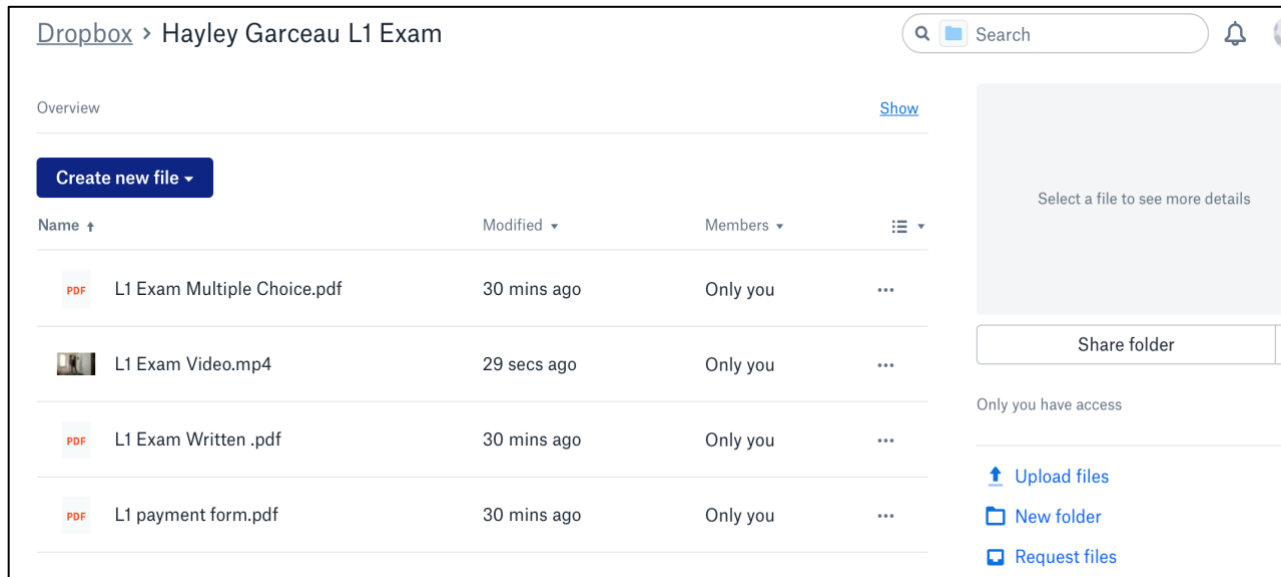 Dropbox > Hayley Garceau L1 Exam
Search
Overview
Show
Create new file
Name
Modified
Members
PDF
L1 Exam Multiple Choice.pdf
30 mins ago
Only you
L1 Exam Video.mp4
29 secs ago
Only you
PDF
L1 Exam Written .pdf
30 mins ago
Only you
PDF
L1 payment form.pdf
30 mins ago
Only you
Select a file to see more details
Share folder
Only you have access
Upload files
New folder
Request files